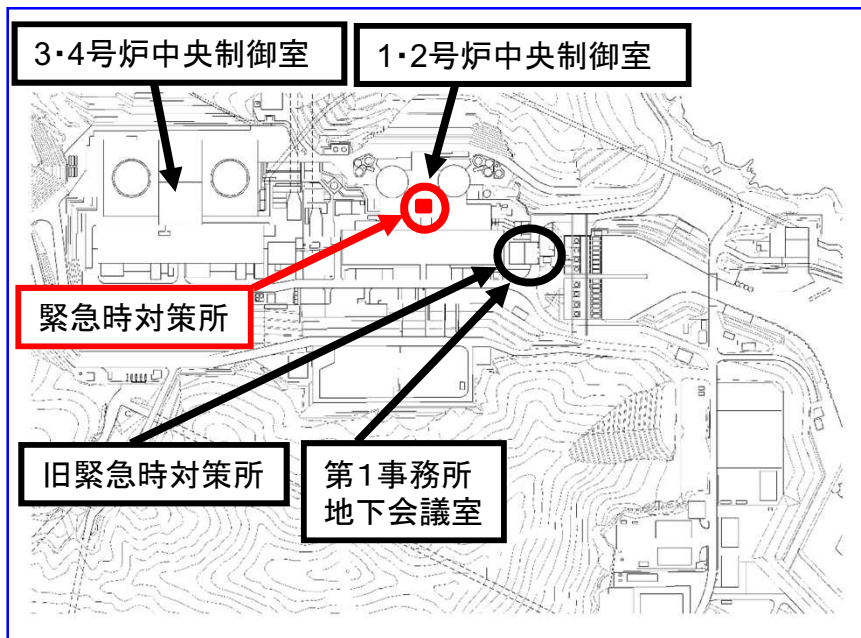 3・4号炉中央制御室
1・2号炉中央制御室
緊急時対策所
旧緊急時対策所
第1事務所
地下会議室